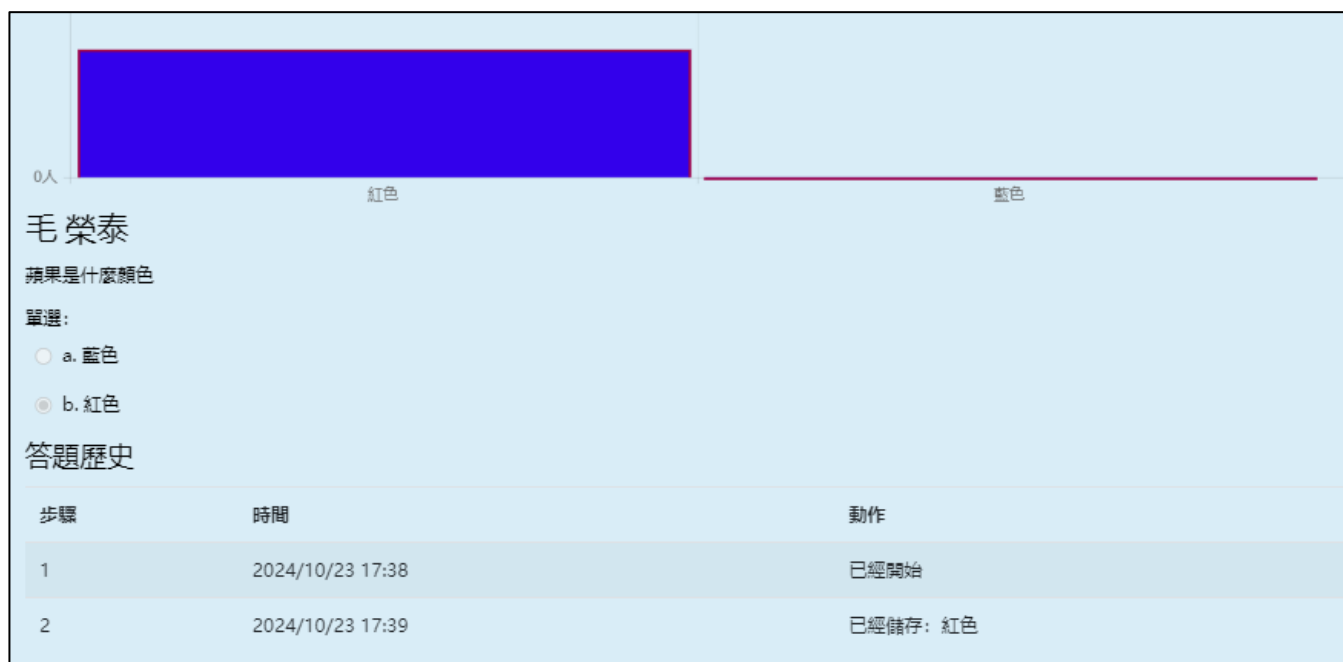 0人
紅色 藍色
毛 榮泰
蘋果是什麼顏色
單選：
a. 藍色
b. 紅色
答題歷史
步驟 時間 動作
1 2024/10/23 17:38 已經開始
2 2024/10/23 17:39 已經儲存：紅色